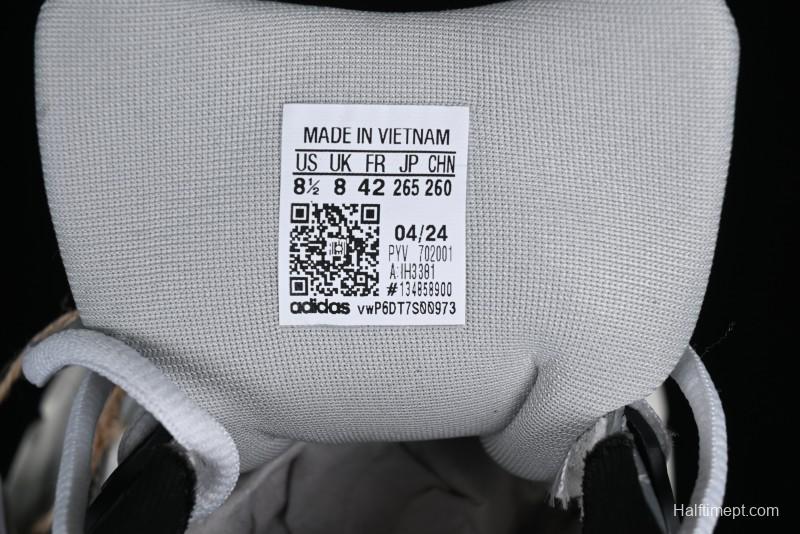 MADE IN VIETNAM
US UK FR JP CHN
8½ 8 42 265 260
04/24
PYV 702001
A:IH3381
#134858900
adidas vwP6DT7S00973
Halftimept.com